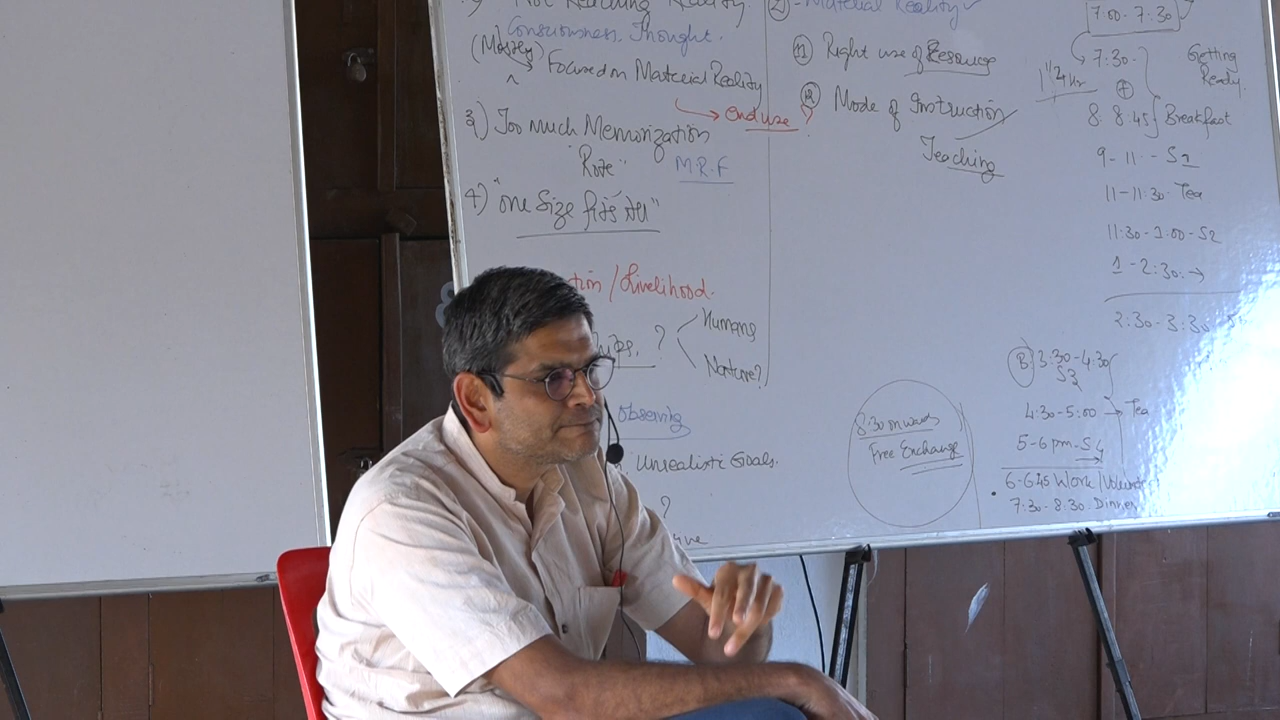 Not Reaching Reality.
Consciousness. Thought.
(Mostly)
Focused on Material Reality
→ End use ?
3) Too much Memorization
"Rote"
M.R.F
4) "One Size fits All"
/Livelihood.
? Humans
Nature?
Observing
Unrealistic Goals.
?
2) - Material Reality ✓
11 Right use of Resource
12 Mode of Instruction
Teaching
8:30 onwards
Free Exchange
7:00 - 7:30
7:30 -
Getting
Ready.
1 1/4 hr
A
8 - 8:45 Breakfast
9 - 11 - S1
11 - 11:30 Tea
11:30 - 1:00 - S2
1 - 2:30 →
2:30 - 3:30
B 3:30 - 4:30
S3
4:30 - 5:00 → Tea
5 - 6 pm - S4
6 - 6:45 Work /
7:30 - 8:30 Dinner